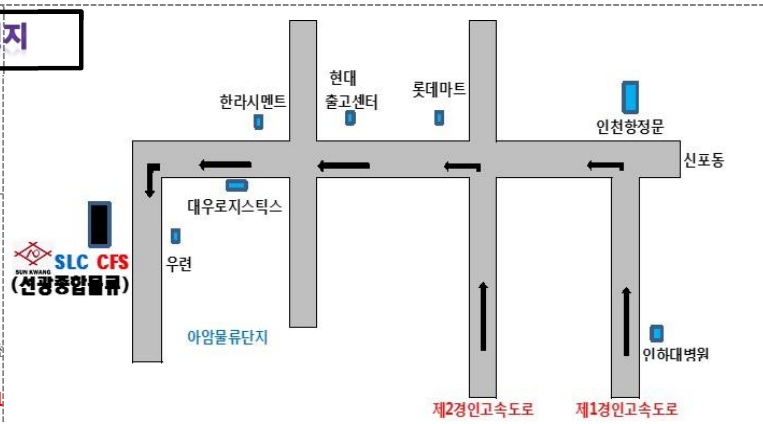 지
현대
출고센터
한라시멘트
롯데마트
인천항정문
신포동
대우로지스틱스
SUN KWANG
SLC CFS
(선광종합물류)
우련
아암물류단지
인하대병원
제2경인고속도로
제1경인고속도로